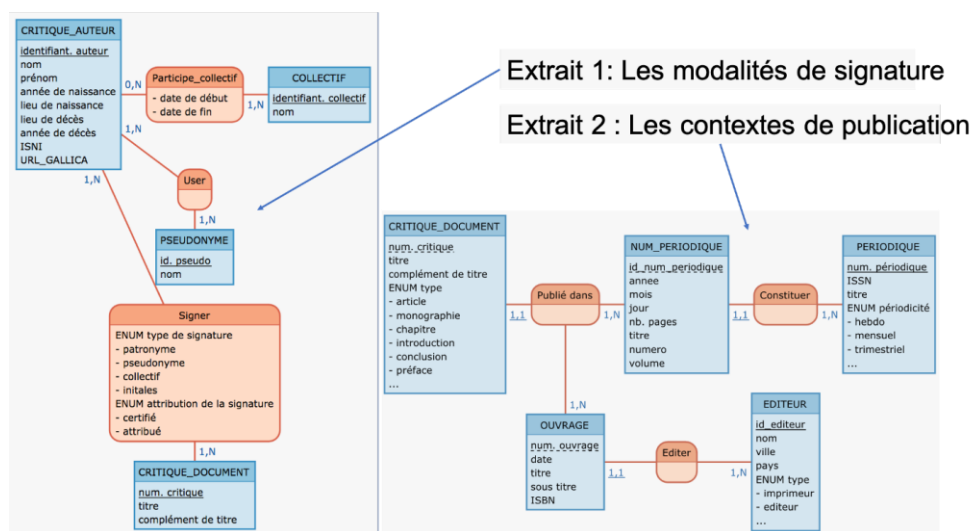 CRITIQUE_AUTEUR
identifiant. auteur
nom
prénom
année de naissance
lieu de naissance
lieu de décès
année de décès
ISNI
URL_GALLICA
0,N
Participe_collectif
- date de début
- date de fin
1,N
COLLECTIF
identifiant. collectif
nom
1,N
User
1,N
PSEUDONYME
id. pseudo
nom
1,N
Signer
ENUM type de signature
- patronyme
- pseudonyme
- collectif
- initales
ENUM attribution de la signature
- certifié
- attribué
1,N
CRITIQUE_DOCUMENT
num. critique
titre
complément de titre
Extrait 1: Les modalités de signature
Extrait 2 : Les contextes de publication
CRITIQUE_DOCUMENT
num. critique
titre
complément de titre
ENUM type
- article
- monographie
- chapitre
- introduction
- conclusion
- préface
...
1,1
Publié dans
1,N
NUM_PERIODIQUE
id_num_periodique
annee
mois
jour
nb. pages
titre
numero
volume
1,1
Constituer
1,N
PERIODIQUE
num. périodique
ISSN
titre
ENUM périodicité
- hebdo
- mensuel
- trimestriel
...
1,N
OUVRAGE
num. ouvrage
date
titre
sous titre
ISBN
1,1
Editer
1,N
EDITEUR
id_editeur
nom
ville
pays
ENUM type
- imprimeur
- editeur
...